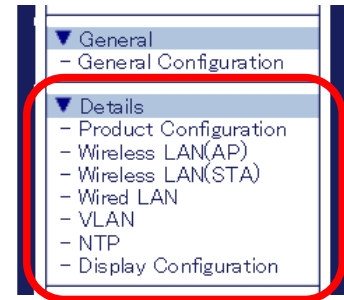 ▼ General
- General Configuration
▼ Details
- Product Configuration
- Wireless LAN(AP)
- Wireless LAN(STA)
- Wired LAN
- VLAN
- NTP
- Display Configuration